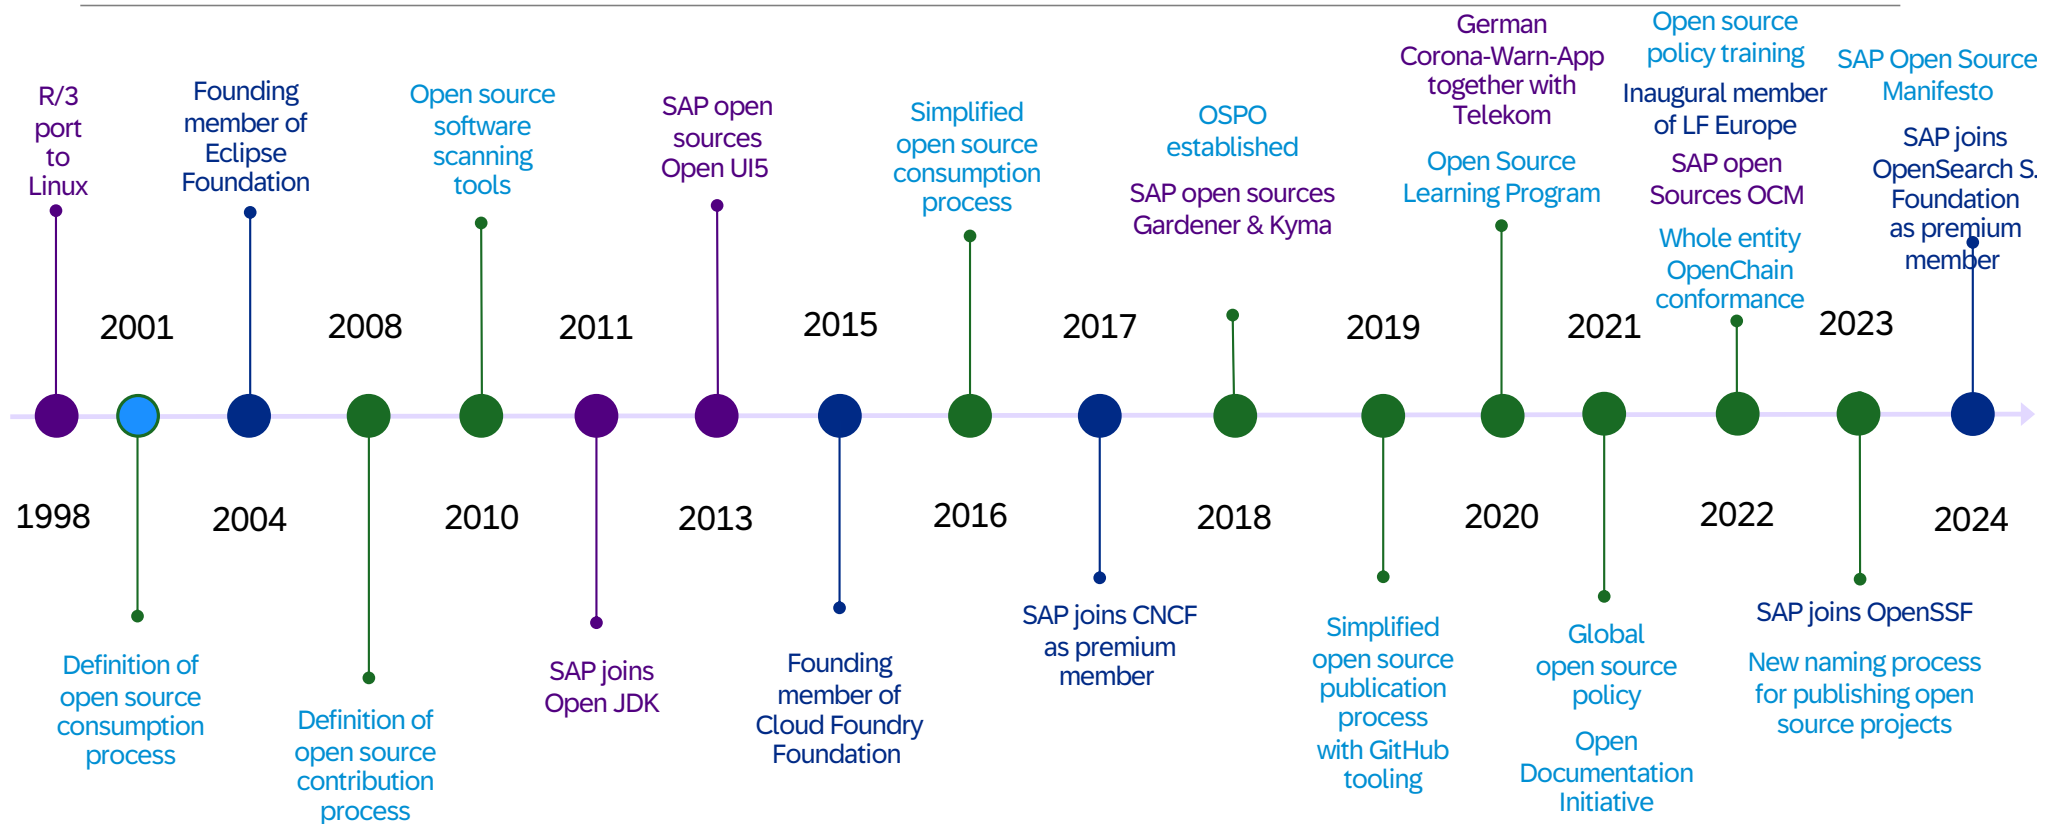 R/3
port
to
Linux
1998
2001
Definition of
open source
consumption
process
Founding
member of
Eclipse
Foundation
2004
2008
Definition of
open source
contribution
process
Open source
software
scanning
tools
2010
2011
SAP joins
Open JDK
SAP open
sources
Open UI5
2013
2015
Founding
member of
Cloud Foundry
Foundation
Simplified
open source
consumption
process
2016
2017
SAP joins CNCF
as premium
member
OSPO
established
SAP open sources
Gardener & Kyma
2018
2019
Simplified
open source
publication
process
with GitHub
tooling
German
Corona-Warn-App
together with
Telekom
Open Source
Learning Program
2020
2021
Global
open source
policy
Open
Documentation
Initiative
Open source
policy training
Inaugural member
of LF Europe
SAP open
Sources OCM
Whole entity
OpenChain
conformance
2022
2023
SAP joins OpenSSF
New naming process
for publishing open
source projects
SAP Open Source
Manifesto
SAP joins
OpenSearch S.
Foundation
as premium
member
2024